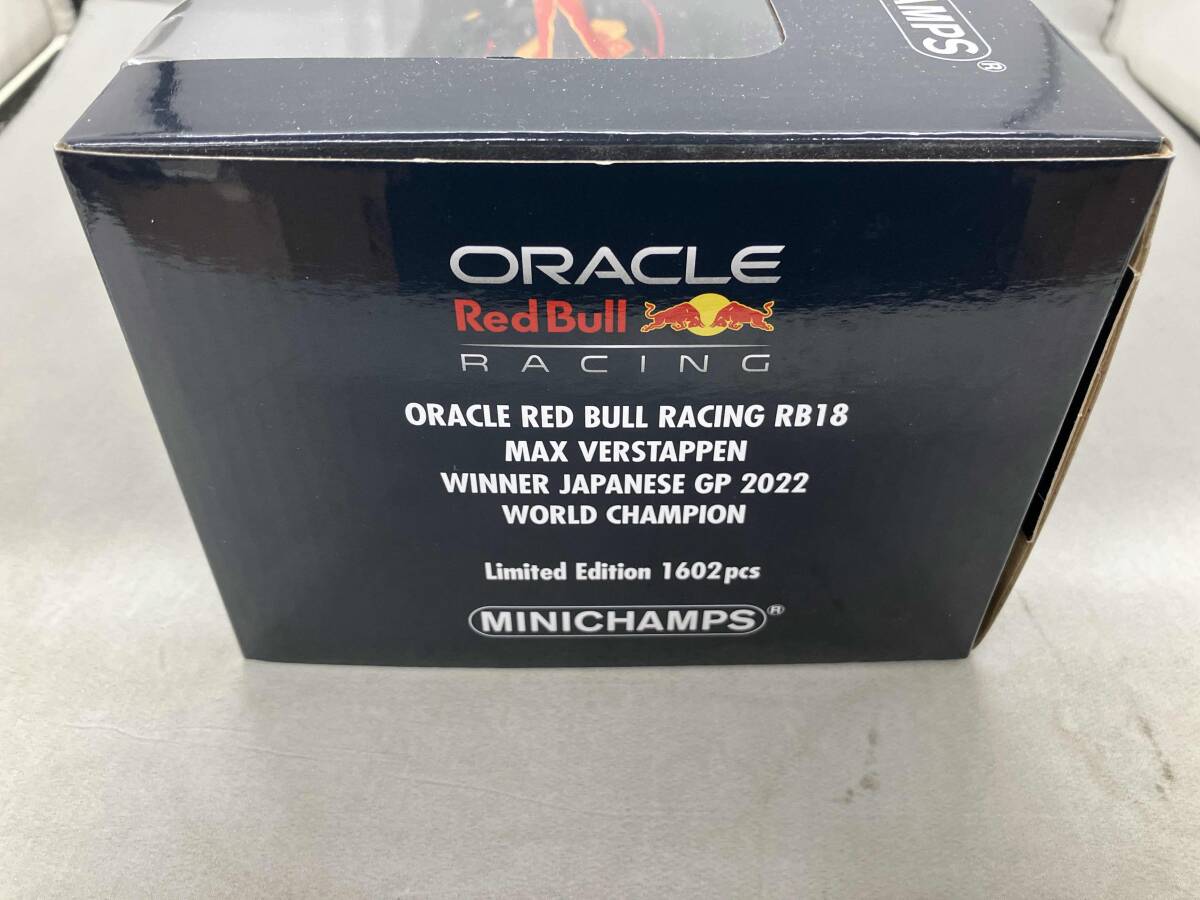 AMPS®
ORACLE
Red Bull
RACING
ORACLE RED BULL RACING RB18
MAX VERSTAPPEN
WINNER JAPANESE GP 2022
WORLD CHAMPION
Limited Edition 1602pcs
MINICHAMPS®